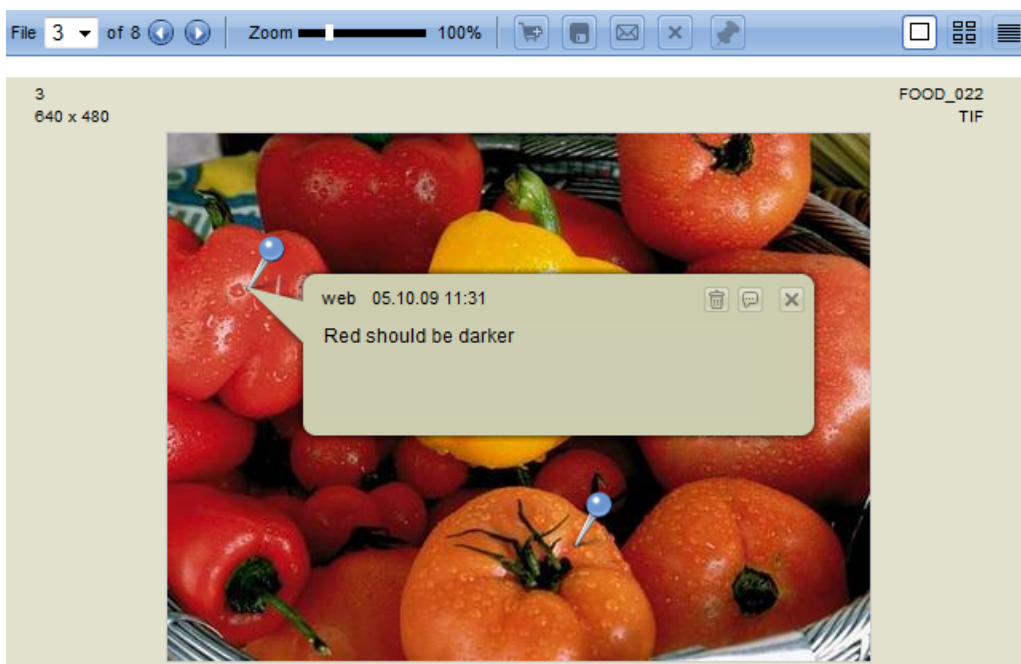 File 3 of 8 Zoom 100%
3 FOOD_022
640 x 480 TIF
web 05.10.09 11:31
Red should be darker